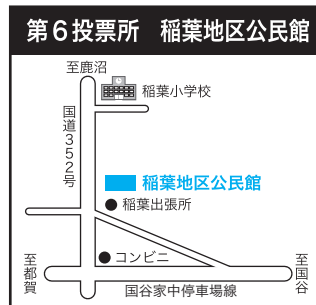 第6投票所　稲葉地区公民館
至鹿沼
稲葉小学校
国道352号
稲葉地区公民館
稲葉出張所
コンビニ
至都賀
至国谷
国谷家中停車場線